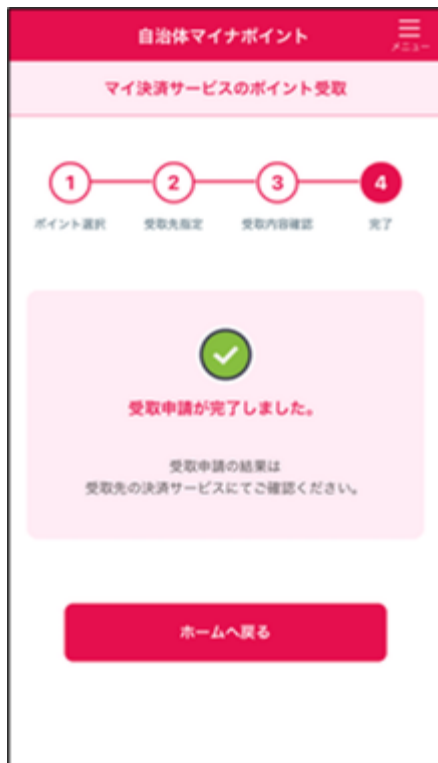 自治体マイナポイント
メニュー
マイ決済サービスのポイント受取
1
2
3
4
ポイント選択
受取先指定
受取内容確認
完了
受取申請が完了しました。
受取申請の結果は
受取先の決済サービスにてご確認ください。
ホームへ戻る